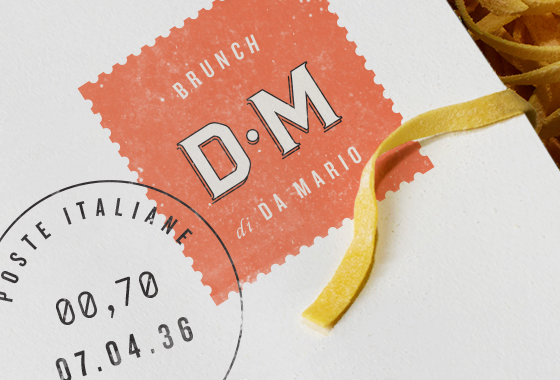 BRUNCH
D·M
di DA MARIO
POSTE ITALIANE
00,70
07.04.36